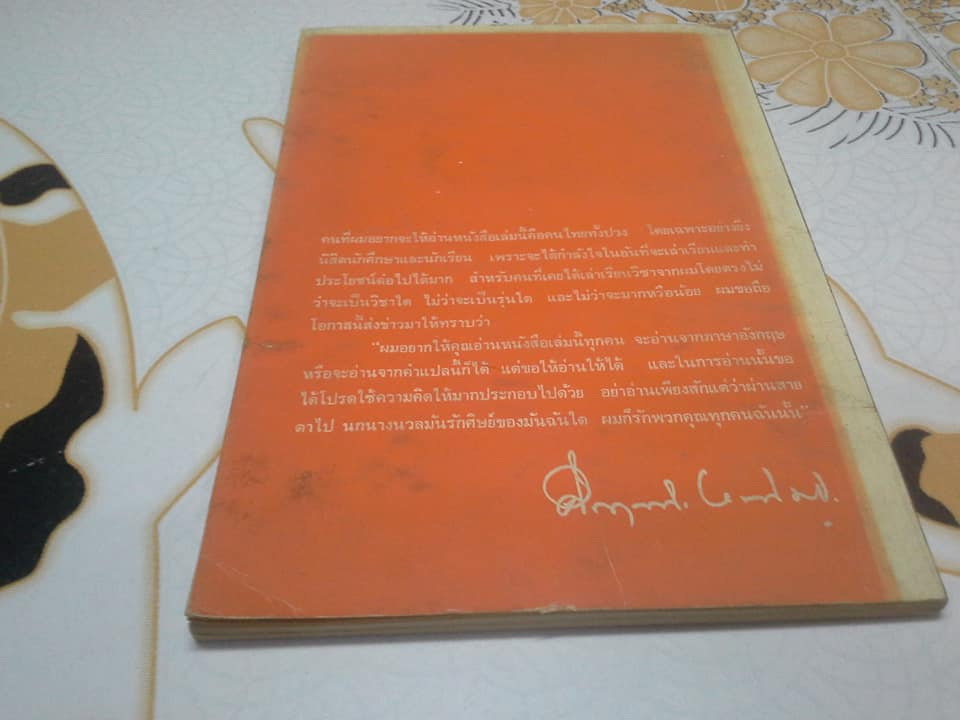 คนที่ผมอยากจะให้อ่านหนังสือเล่มนี้คือคนไทยทั้งปวง โดยเฉพาะอย่างยิ่ง
นิสิตนักศึกษาและนักเรียน เพราะจะได้กำลังใจในอันที่จะเล่าเรียนและทำ
ประโยชน์ต่อไปได้มาก สำหรับคนที่เคยได้เล่าเรียนวิชาจากผมโดยตรงไม่
ว่าจะเป็นวิชาใด ไม่ว่าจะเป็นรุ่นใด และไม่ว่าจะมากหรือน้อย ผมขอถือ
โอกาสนี้ส่งข่าวมาให้ทราบว่า
"ผมอยากให้คุณอ่านหนังสือเล่มนี้ทุกคน จะอ่านจากภาษาอังกฤษ
หรือจะอ่านจากคำแปลนี้ก็ได้ แต่ขอให้อ่านให้ได้ และในการอ่านนั้นขอ
ได้โปรดใช้ความคิดให้มากประกอบไปด้วย อย่าอ่านเพียงสักแต่ว่าผ่านสาย
ตาไป นกนางนวลมันรักศิษย์ของมันฉันใด ผมก็รักพวกคุณทุกคนฉันนั้น"